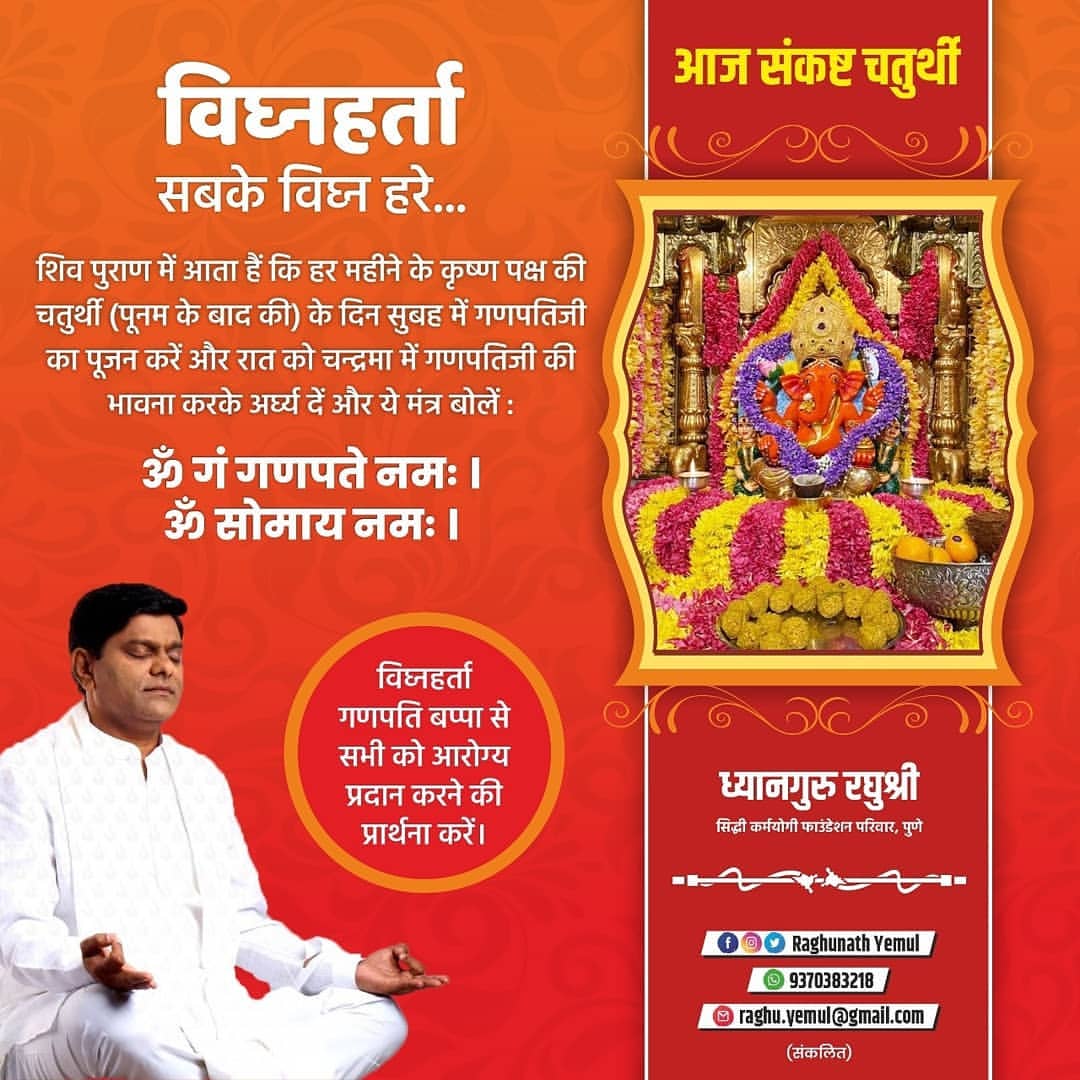 विघ्नहर्ता
सबके विघ्न हरे...
शिव पुराण में आता हैं कि हर महीने के कृष्ण पक्ष की
चतुर्थी (पूनम के बाद की) के दिन सुबह में गणपतिजी
का पूजन करें और रात को चन्द्रमा में गणपतिजी की
भावना करके अर्घ्य दें और ये मंत्र बोलें :
ॐ गं गणपते नमः ।
ॐ सोमाय नमः ।
विघ्नहर्ता
गणपति बप्पा से
सभी को आरोग्य
प्रदान करने की
प्रार्थना करें।
आज संकष्ट चतुर्थी
ध्यानगुरु रघुश्री
सिद्धी कर्मयोगी फाउंडेशन परिवार, पुणे
Raghunath Yemul
9370383218
raghu.yemul@gmail.com
(संकलित)